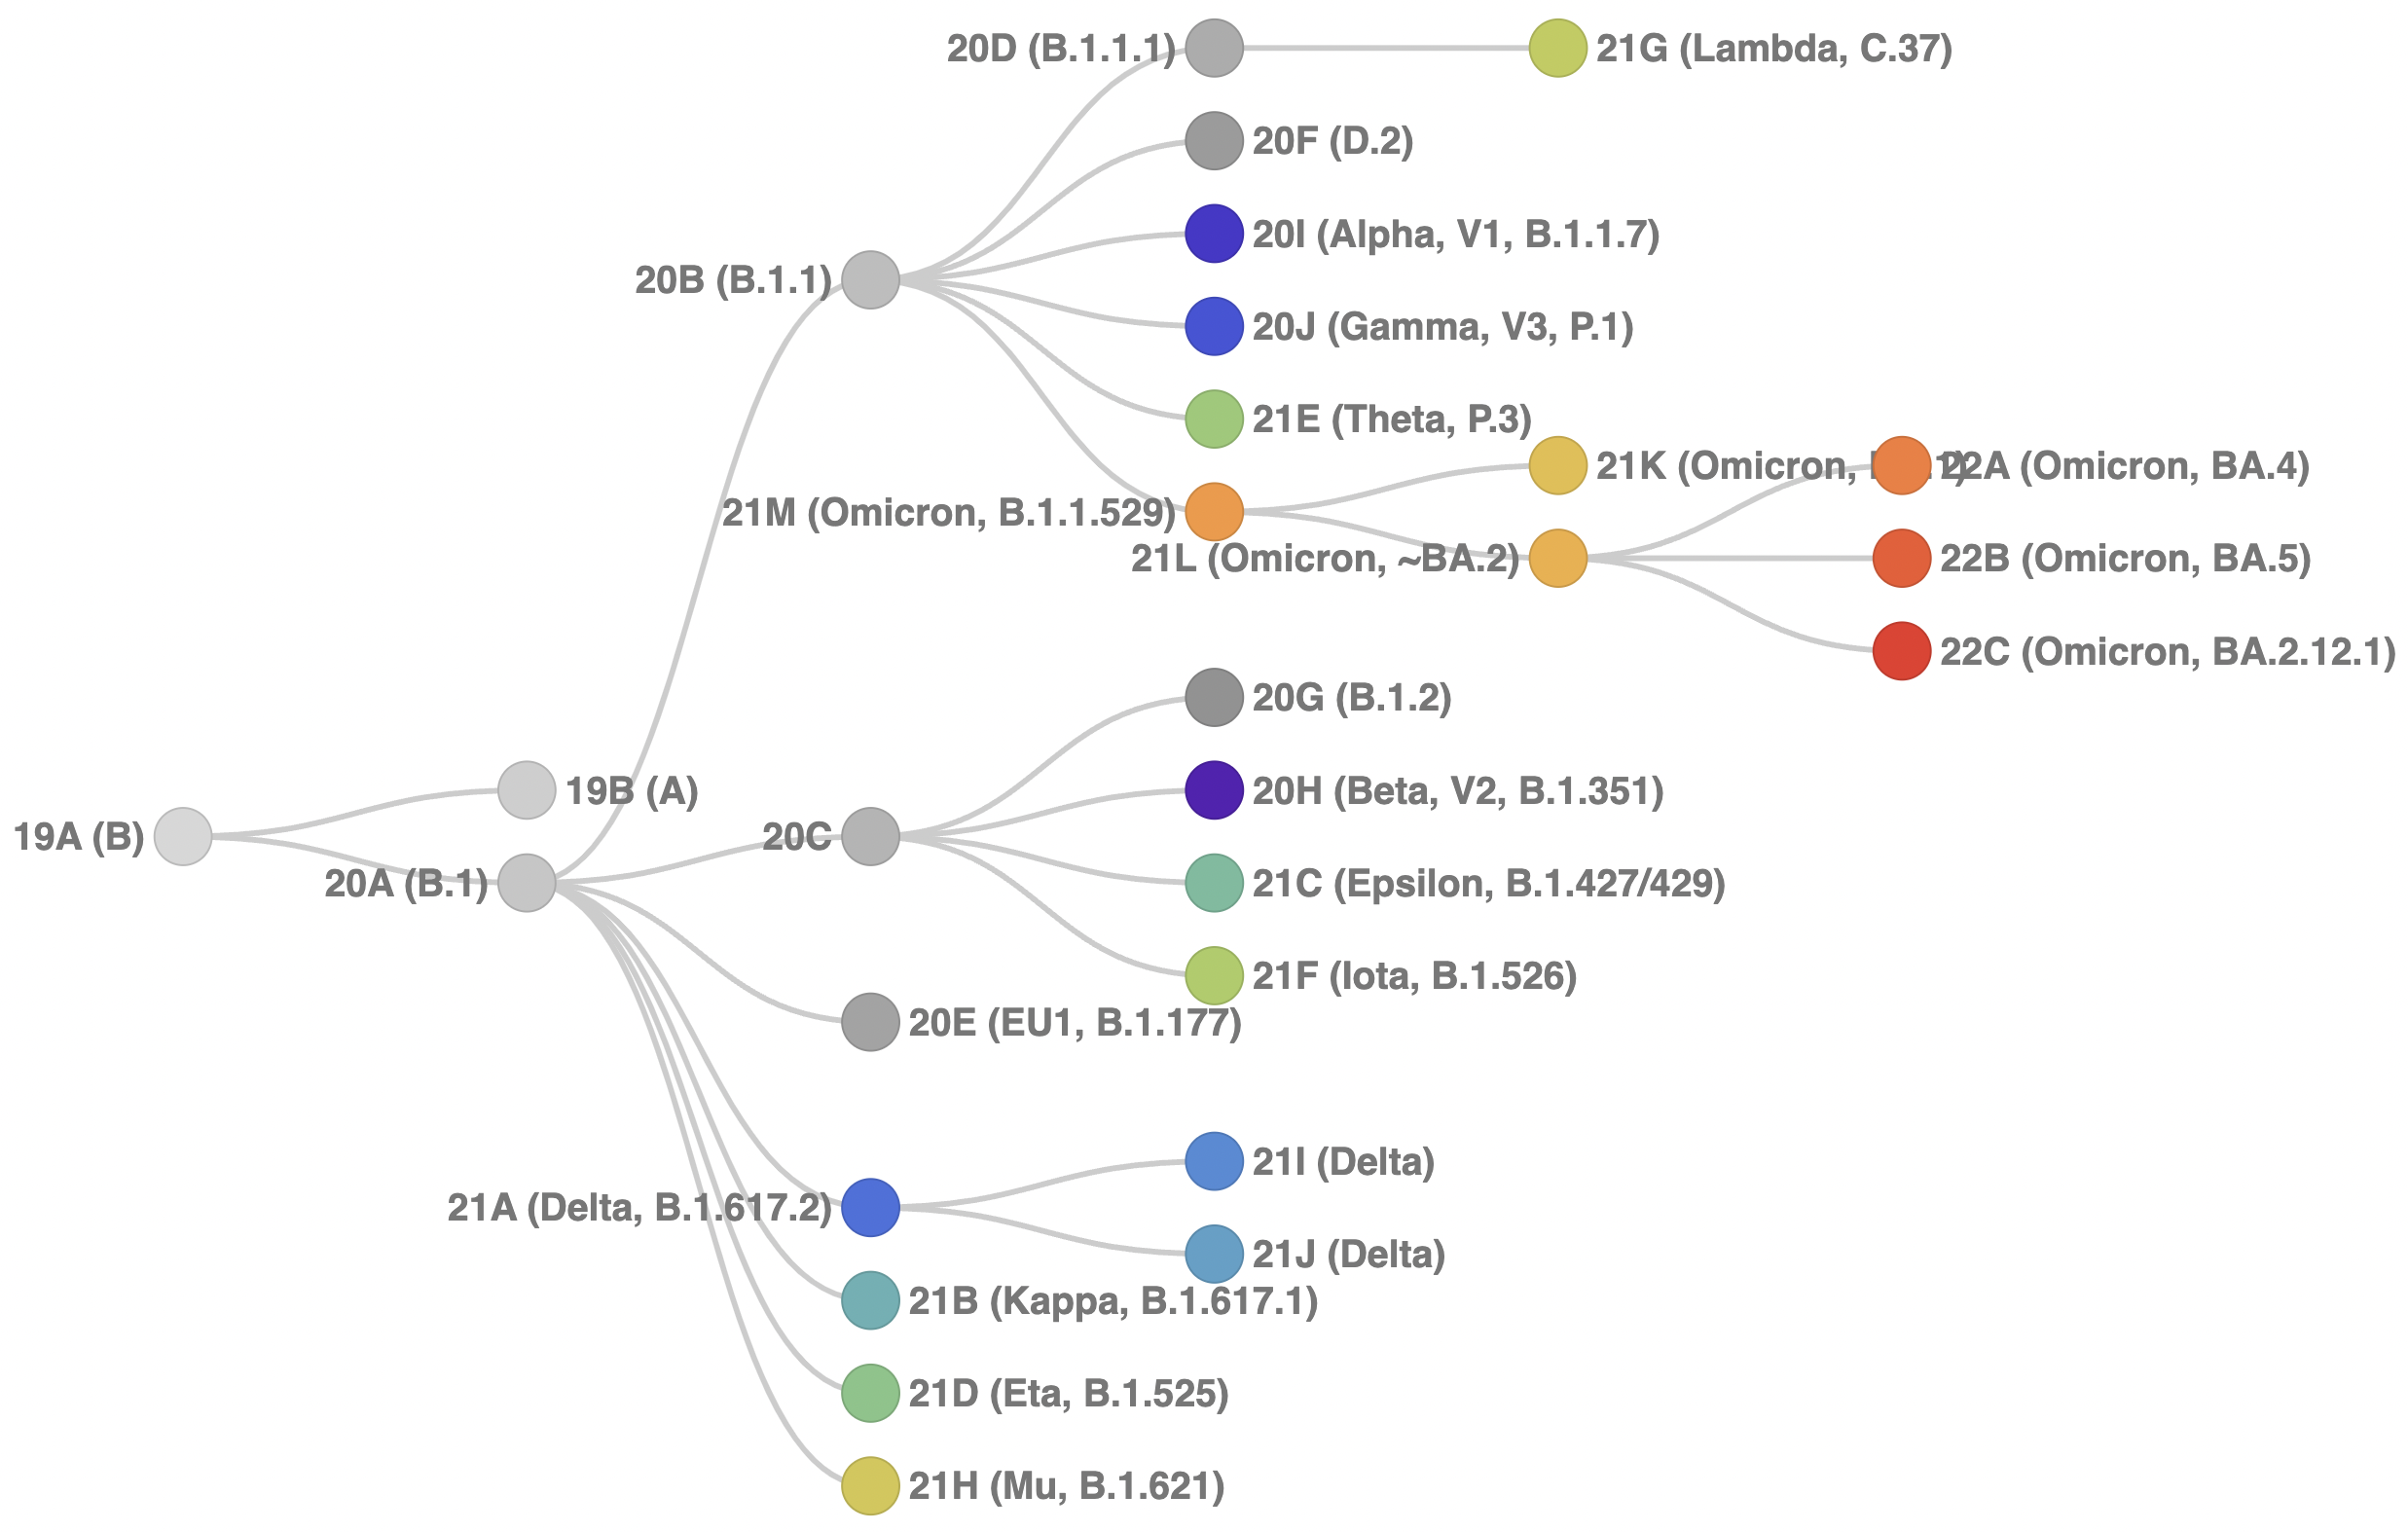 20D (B.1.1.1)
21G (Lambda, C.37)
20F (D.2)
20I (Alpha, V1, B.1.1.7)
20B (B.1.1)
20J (Gamma, V3, P.1)
21E (Theta, P.3)
21K (Omicron,
22A (Omicron, BA.4)
21M (Omicron, B.1.1.529)
21L (Omicron, ~BA.2)
22B (Omicron, BA.5)
22C (Omicron, BA.2.12.1)
20G (B.1.2)
19B (A)
20H (Beta, V2, B.1.351)
19A (B)
20C
20A (B.1)
21C (Epsilon, B.1.427/429)
21F (Iota, B.1.526)
20E (EU1, B.1.177)
21I (Delta)
21A (Delta, B.1.617.2)
21J (Delta)
21B (Kappa, B.1.617.1)
21D (Eta, B.1.525)
21H (Mu, B.1.621)